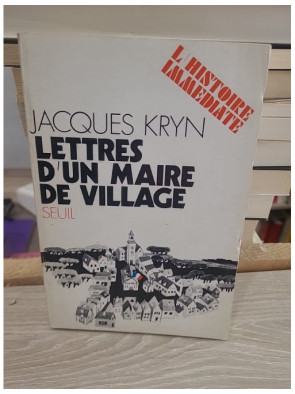 L'HISTOIRE
IMMÉDIATE
JACQUES KRYN
LETTRES
D'UN MAIRE
DE VILLAGE
SEUIL